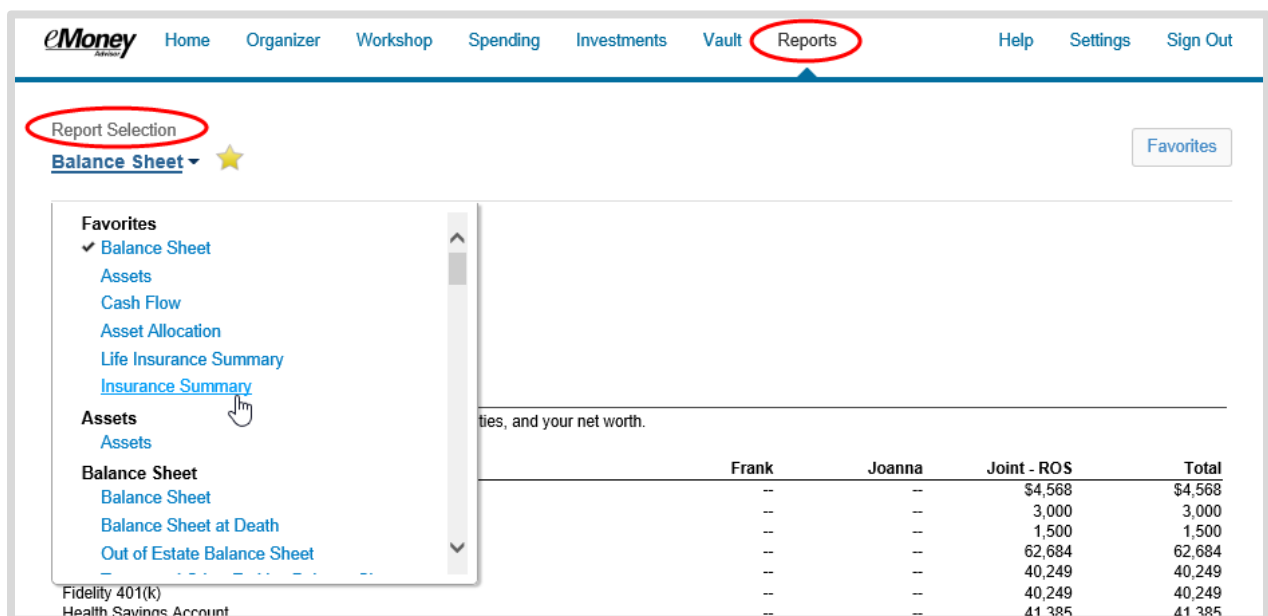 eMoney Advisor Home Organizer Workshop Spending Investments Vault Reports Help Settings Sign Out
Report Selection
Balance Sheet
Favorites
Favorites
Balance Sheet
Assets
Cash Flow
Asset Allocation
Life Insurance Summary
Insurance Summary
Assets
Assets
Balance Sheet
Balance Sheet
Balance Sheet at Death
Out of Estate Balance Sheet
ties, and your net worth.
Frank Joanna Joint - ROS Total
-- -- $4,568 $4,568
-- -- 3,000 3,000
-- -- 1,500 1,500
-- -- 62,684 62,684
-- -- 40,249 40,249
Fidelity 401(k) -- -- 40,249 40,249
Health Savings Account -- -- 41,385 41,385